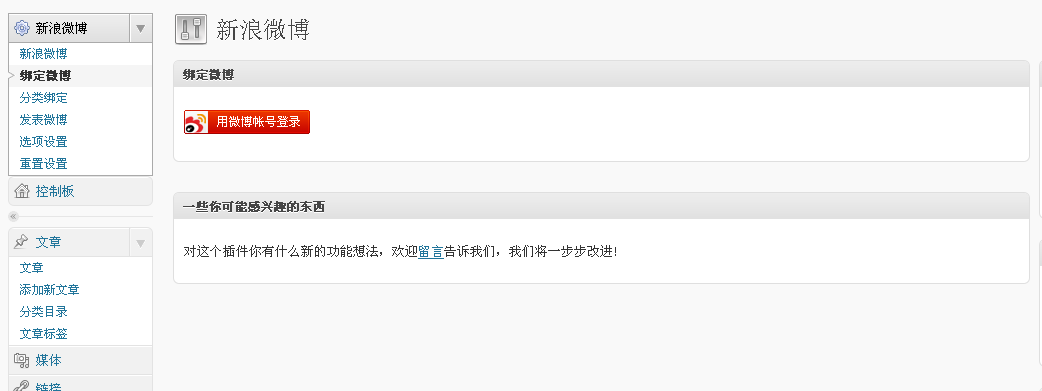 新浪微博
新浪微博
绑定微博
分类绑定
发表微博
选项设置
重置设置
控制板
文章
文章
添加新文章
分类目录
文章标签
媒体
链接
新浪微博
绑定微博
用微博帐号登录
一些你可能感兴趣的东西
对这个插件你有什么新的功能想法，欢迎留言告诉我们，我们将一步步改进!